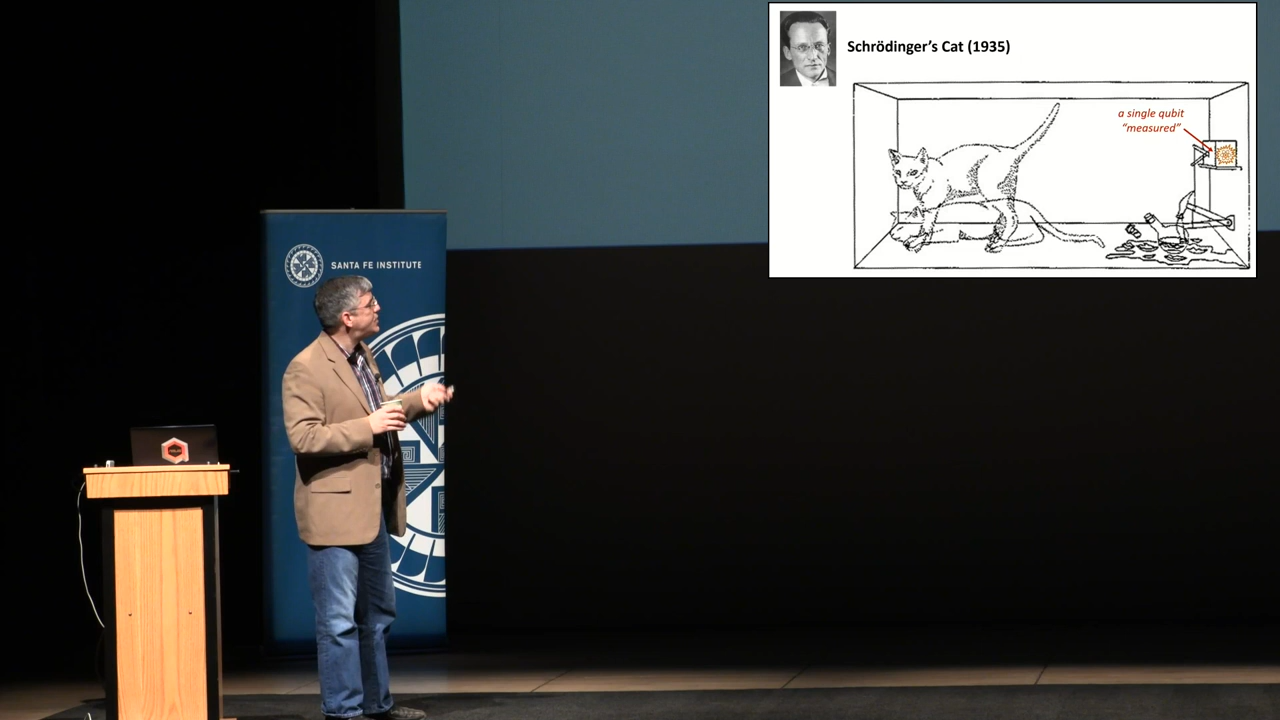 Schrödinger's Cat (1935)
a single qubit
"measured"
SANTA FE INSTITUTE